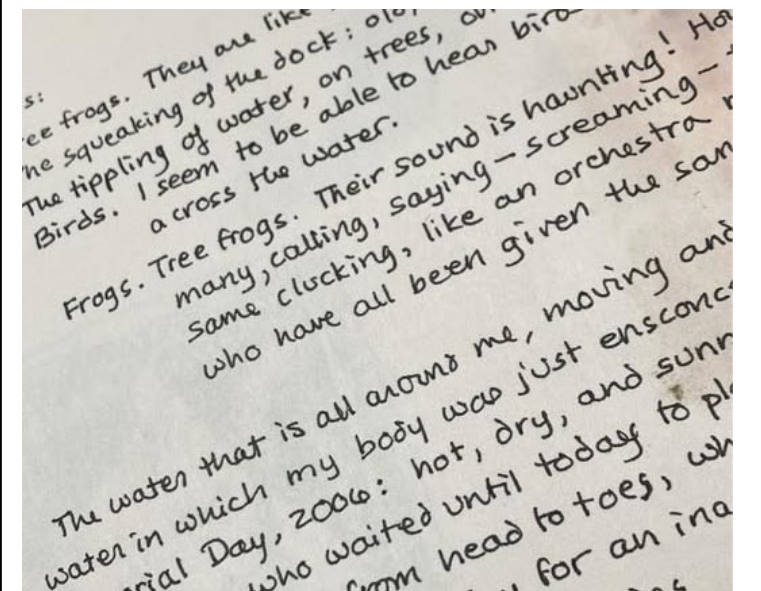 s:
ee frogs. They are like
he squeaking of the dock: old,
The tippling of water, on trees, on
Birds. I seem to be able to hear bird
across the water.
Frogs. Tree frogs. Their sound is haunting! Ho
many, calling, saying - screaming -
same clucking, like an orchestra
who have all been given the sam
The water that is all around me, moving and
water in which my body was just ensconc
rial Day, 2006: hot, dry, and sunn
who waited until today to pl
from head to toes, wh
for an ina